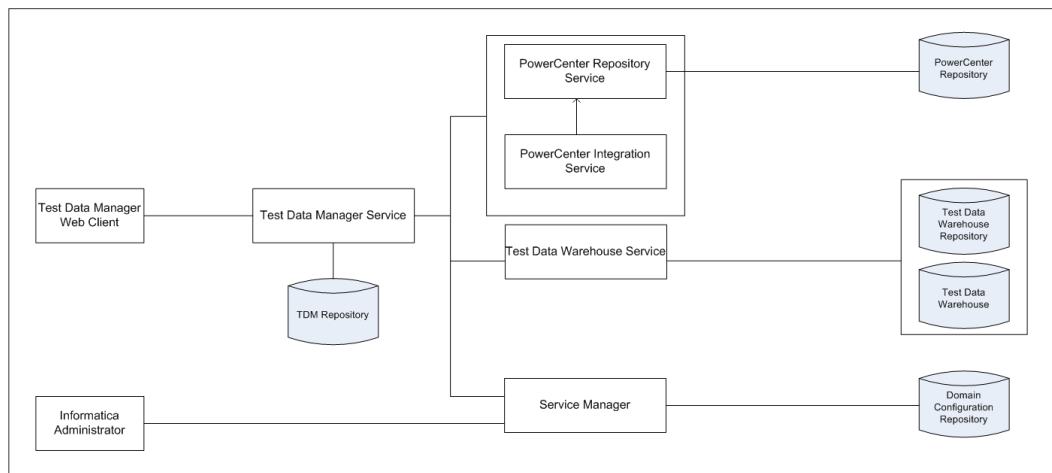 PowerCenter Repository
Service
PowerCenter
Repository
PowerCenter Integration
Service
Test Data Manager
Web Client
Test Data Manager Service
Test Data Warehouse Service
Test Data
Warehouse
Repository
Test Data
Warehouse
TDM Repository
Informatica
Administrator
Service Manager
Domain
Configuration
Repository